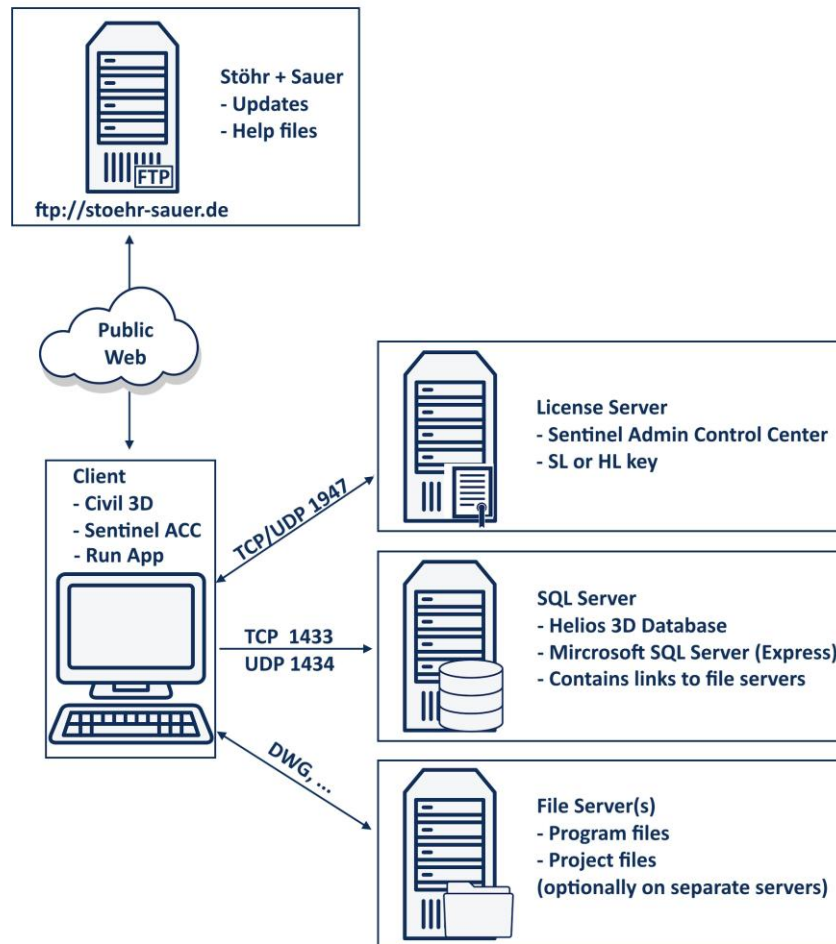 Stöhr + Sauer
- Updates
- Help files
FTP
ftp://stoehr-sauer.de
Public
Web
License Server
- Sentinel Admin Control Center
- SL or HL key
Client
- Civil 3D
- Sentinel ACC
- Run App
TCP/UDP 1947
SQL Server
- Helios 3D Database
- Mircrosoft SQL Server (Express)
- Contains links to file servers
TCP 1433
UDP 1434
DWG, ...
File Server(s)
- Program files
- Project files
(optionally on separate servers)